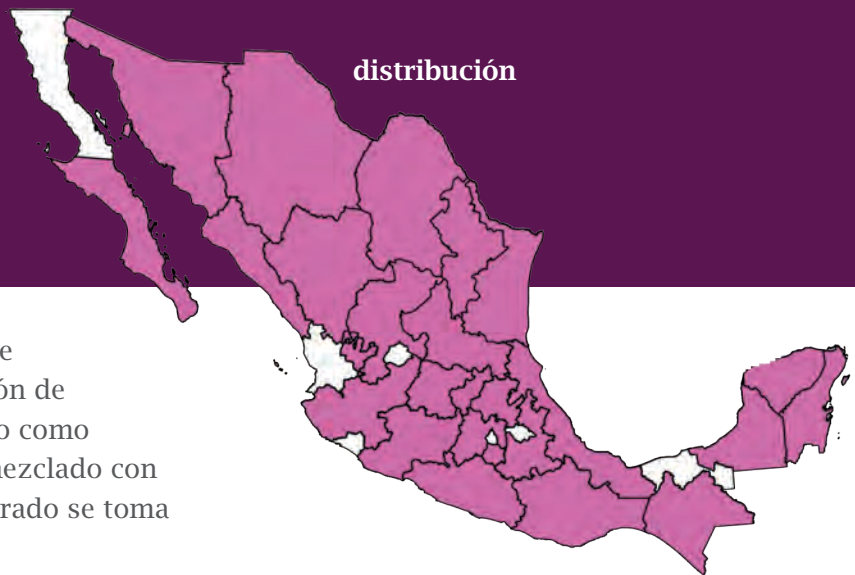 distribución
e
ón de
o como
nezclado con
rado se toma